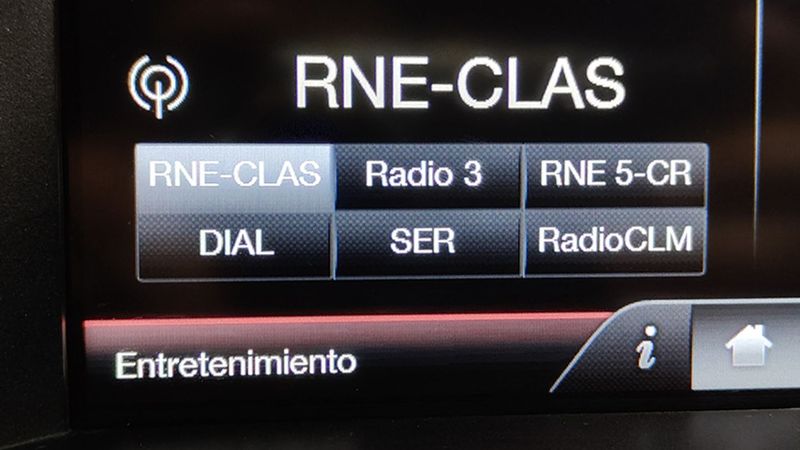 RNE-CLAS
RNE-CLAS Radio 3 RNE 5-CR
DIAL SER RadioCLM
Entretenimiento i